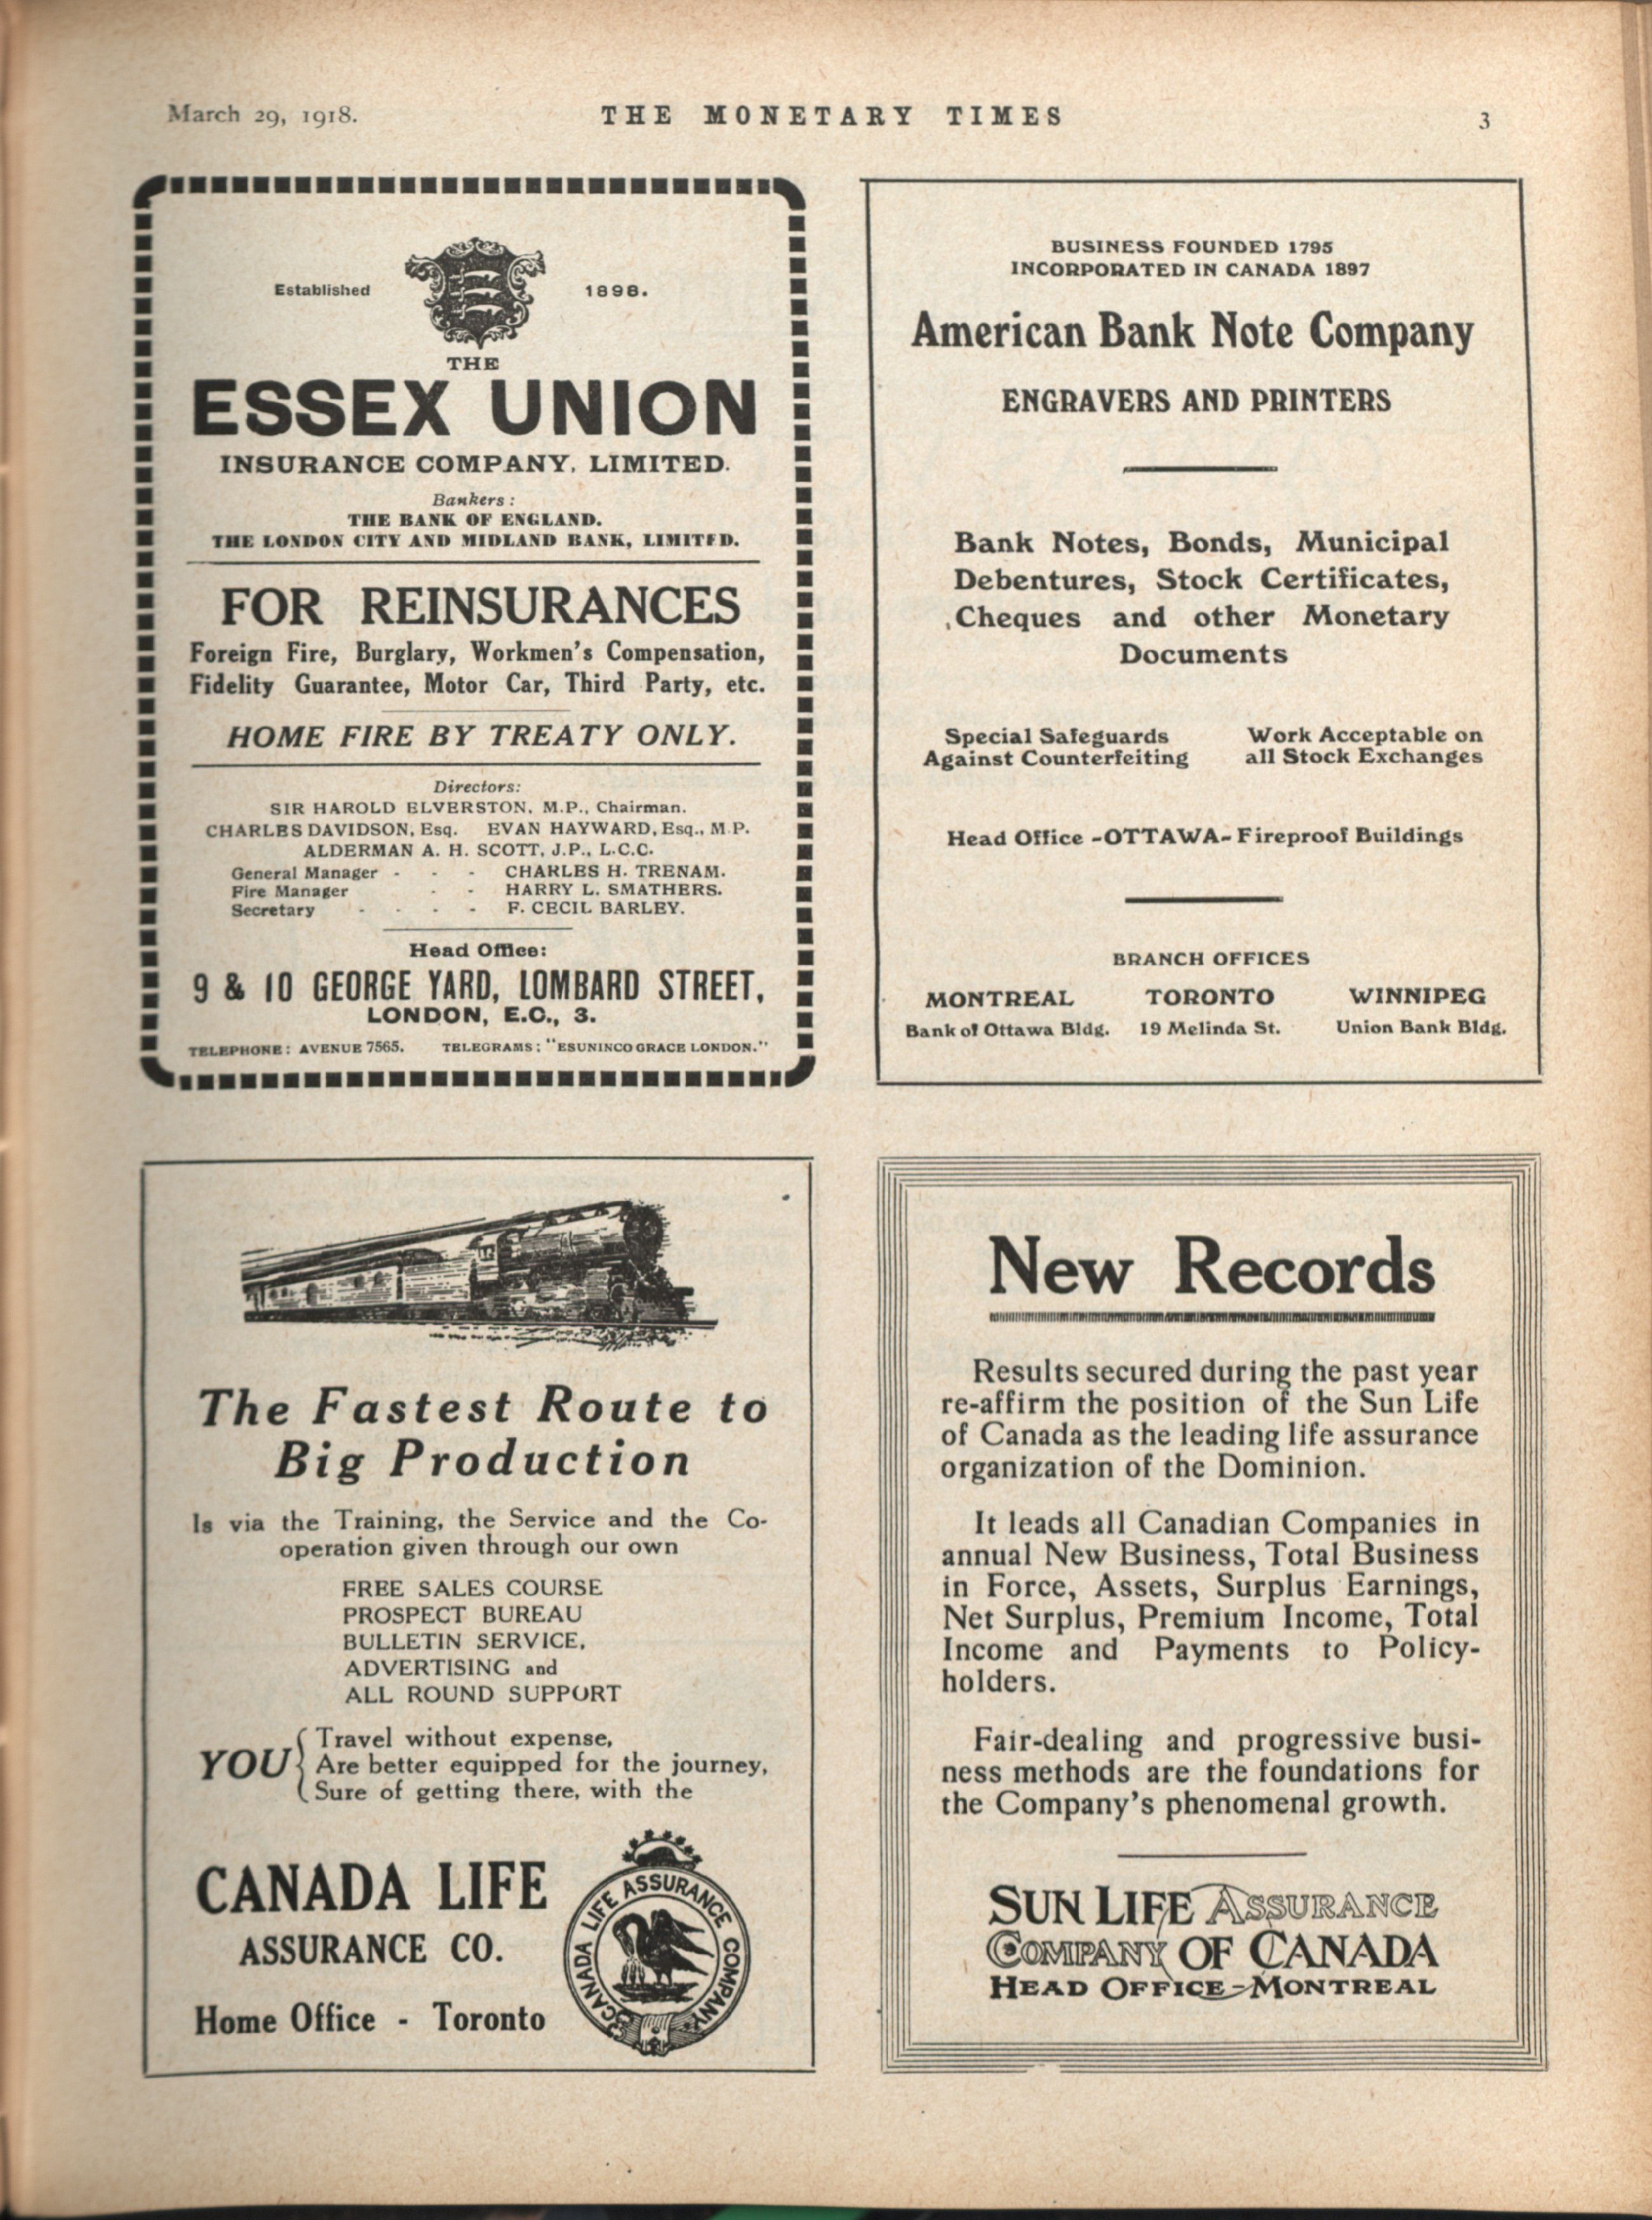 March 29, 1918.
THE MONETARY TIMES
3
Established
1898.
THE
ESSEX UNION
INSURANCE COMPANY, LIMITED.
Bankers:
THE BANK OF ENGLAND.
THE LONDON CITY AND MIDLAND BANK, LIMITED.
FOR REINSURANCES
Foreign Fire, Burglary, Workmen's Compensation,
Fidelity Guarantee, Motor Car, Third Party, etc.
HOME FIRE BY TREATY ONLY.
Directors:
SIR HAROLD ELVERSTON, M.P., Chairman.
CHARLES DAVIDSON, Esq. EVAN HAYWARD, Esq., M.P.
ALDERMAN A. H. SCOTT, J.P., L.C.C.
General Manager - - - CHARLES H. TRENAM.
Fire Manager - - HARRY L. SMATHERS.
Secretary - - - - F. CECIL BARLEY.
Head Office:
9 & 10 GEORGE YARD, LOMBARD STREET,
LONDON, E.C., 3.
TELEPHONE: AVENUE 7565. TELEGRAMS: "ESUNINCO GRACE LONDON."
BUSINESS FOUNDED 1795
INCORPORATED IN CANADA 1897
American Bank Note Company
ENGRAVERS AND PRINTERS
Bank Notes, Bonds, Municipal
Debentures, Stock Certificates,
Cheques and other Monetary
Documents
Special Safeguards
Against Counterfeiting
Work Acceptable on
all Stock Exchanges
Head Office -OTTAWA- Fireproof Buildings
BRANCH OFFICES
MONTREAL TORONTO WINNIPEG
Bank of Ottawa Bldg. 19 Melinda St. Union Bank Bldg.
The Fastest Route to
Big Production
Is via the Training, the Service and the Co-
operation given through our own
FREE SALES COURSE
PROSPECT BUREAU
BULLETIN SERVICE,
ADVERTISING and
ALL ROUND SUPPORT
YOU
Travel without expense,
Are better equipped for the journey,
Sure of getting there, with the
CANADA LIFE
ASSURANCE CO.
Home Office - Toronto
CANADA LIFE ASSURANCE COMPANY
New Records
Results secured during the past year
re-affirm the position of the Sun Life
of Canada as the leading life assurance
organization of the Dominion.
It leads all Canadian Companies in
annual New Business, Total Business
in Force, Assets, Surplus Earnings,
Net Surplus, Premium Income, Total
Income and Payments to Policy-
holders.
Fair-dealing and progressive busi-
ness methods are the foundations for
the Company's phenomenal growth.
SUN LIFE ASSURANCE
COMPANY OF CANADA
HEAD OFFICE-MONTREAL